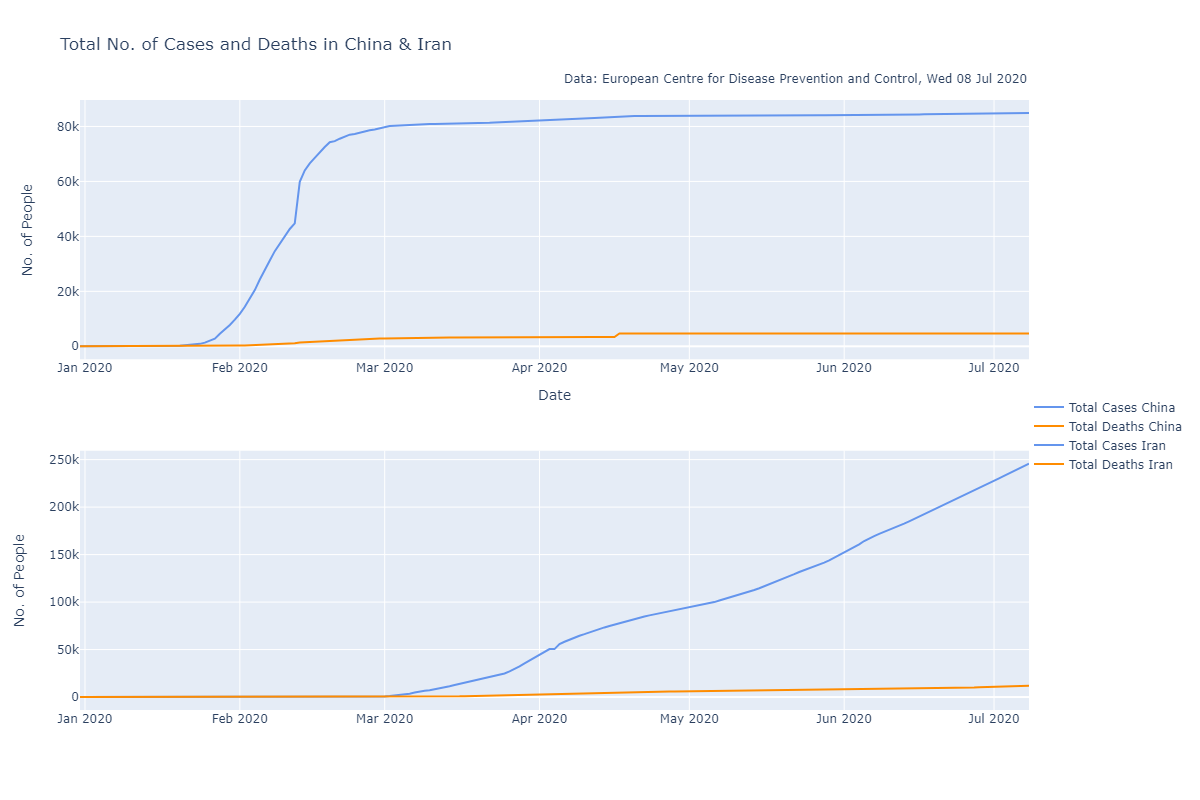 Total No. of Cases and Deaths in China & Iran
Data: European Centre for Disease Prevention and Control, Wed 08 Jul 2020
No. of People
80k
60k
40k
20k
0
Jan 2020 Feb 2020 Mar 2020 Apr 2020 May 2020 Jun 2020 Jul 2020
Date
Total Cases China
Total Deaths China
Total Cases Iran
Total Deaths Iran
No. of People
250k
200k
150k
100k
50k
0
Jan 2020 Feb 2020 Mar 2020 Apr 2020 May 2020 Jun 2020 Jul 2020